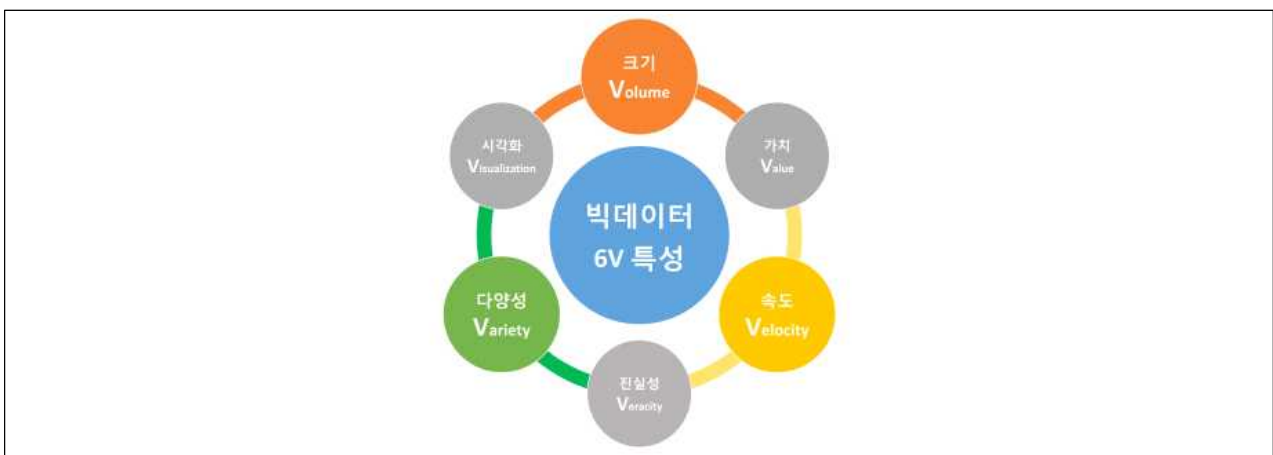 크기
Volume
시각화
Visualization
가치
Value
빅데이터
6V 특성
다양성
Variety
속도
Velocity
진실성
Veracity